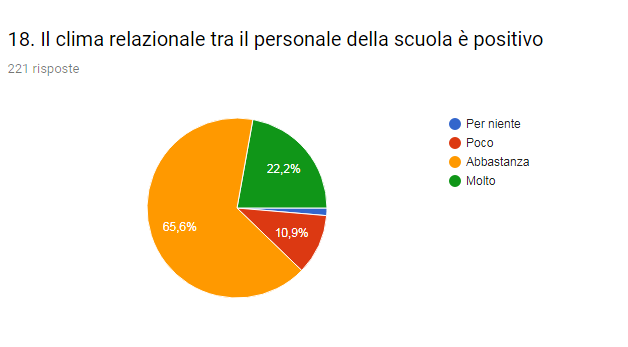 18. Il clima relazionale tra il personale della scuola è positivo
221 risposte
Per niente
Poco
Abbastanza
Molto
22,2%
65,6%
10,9%